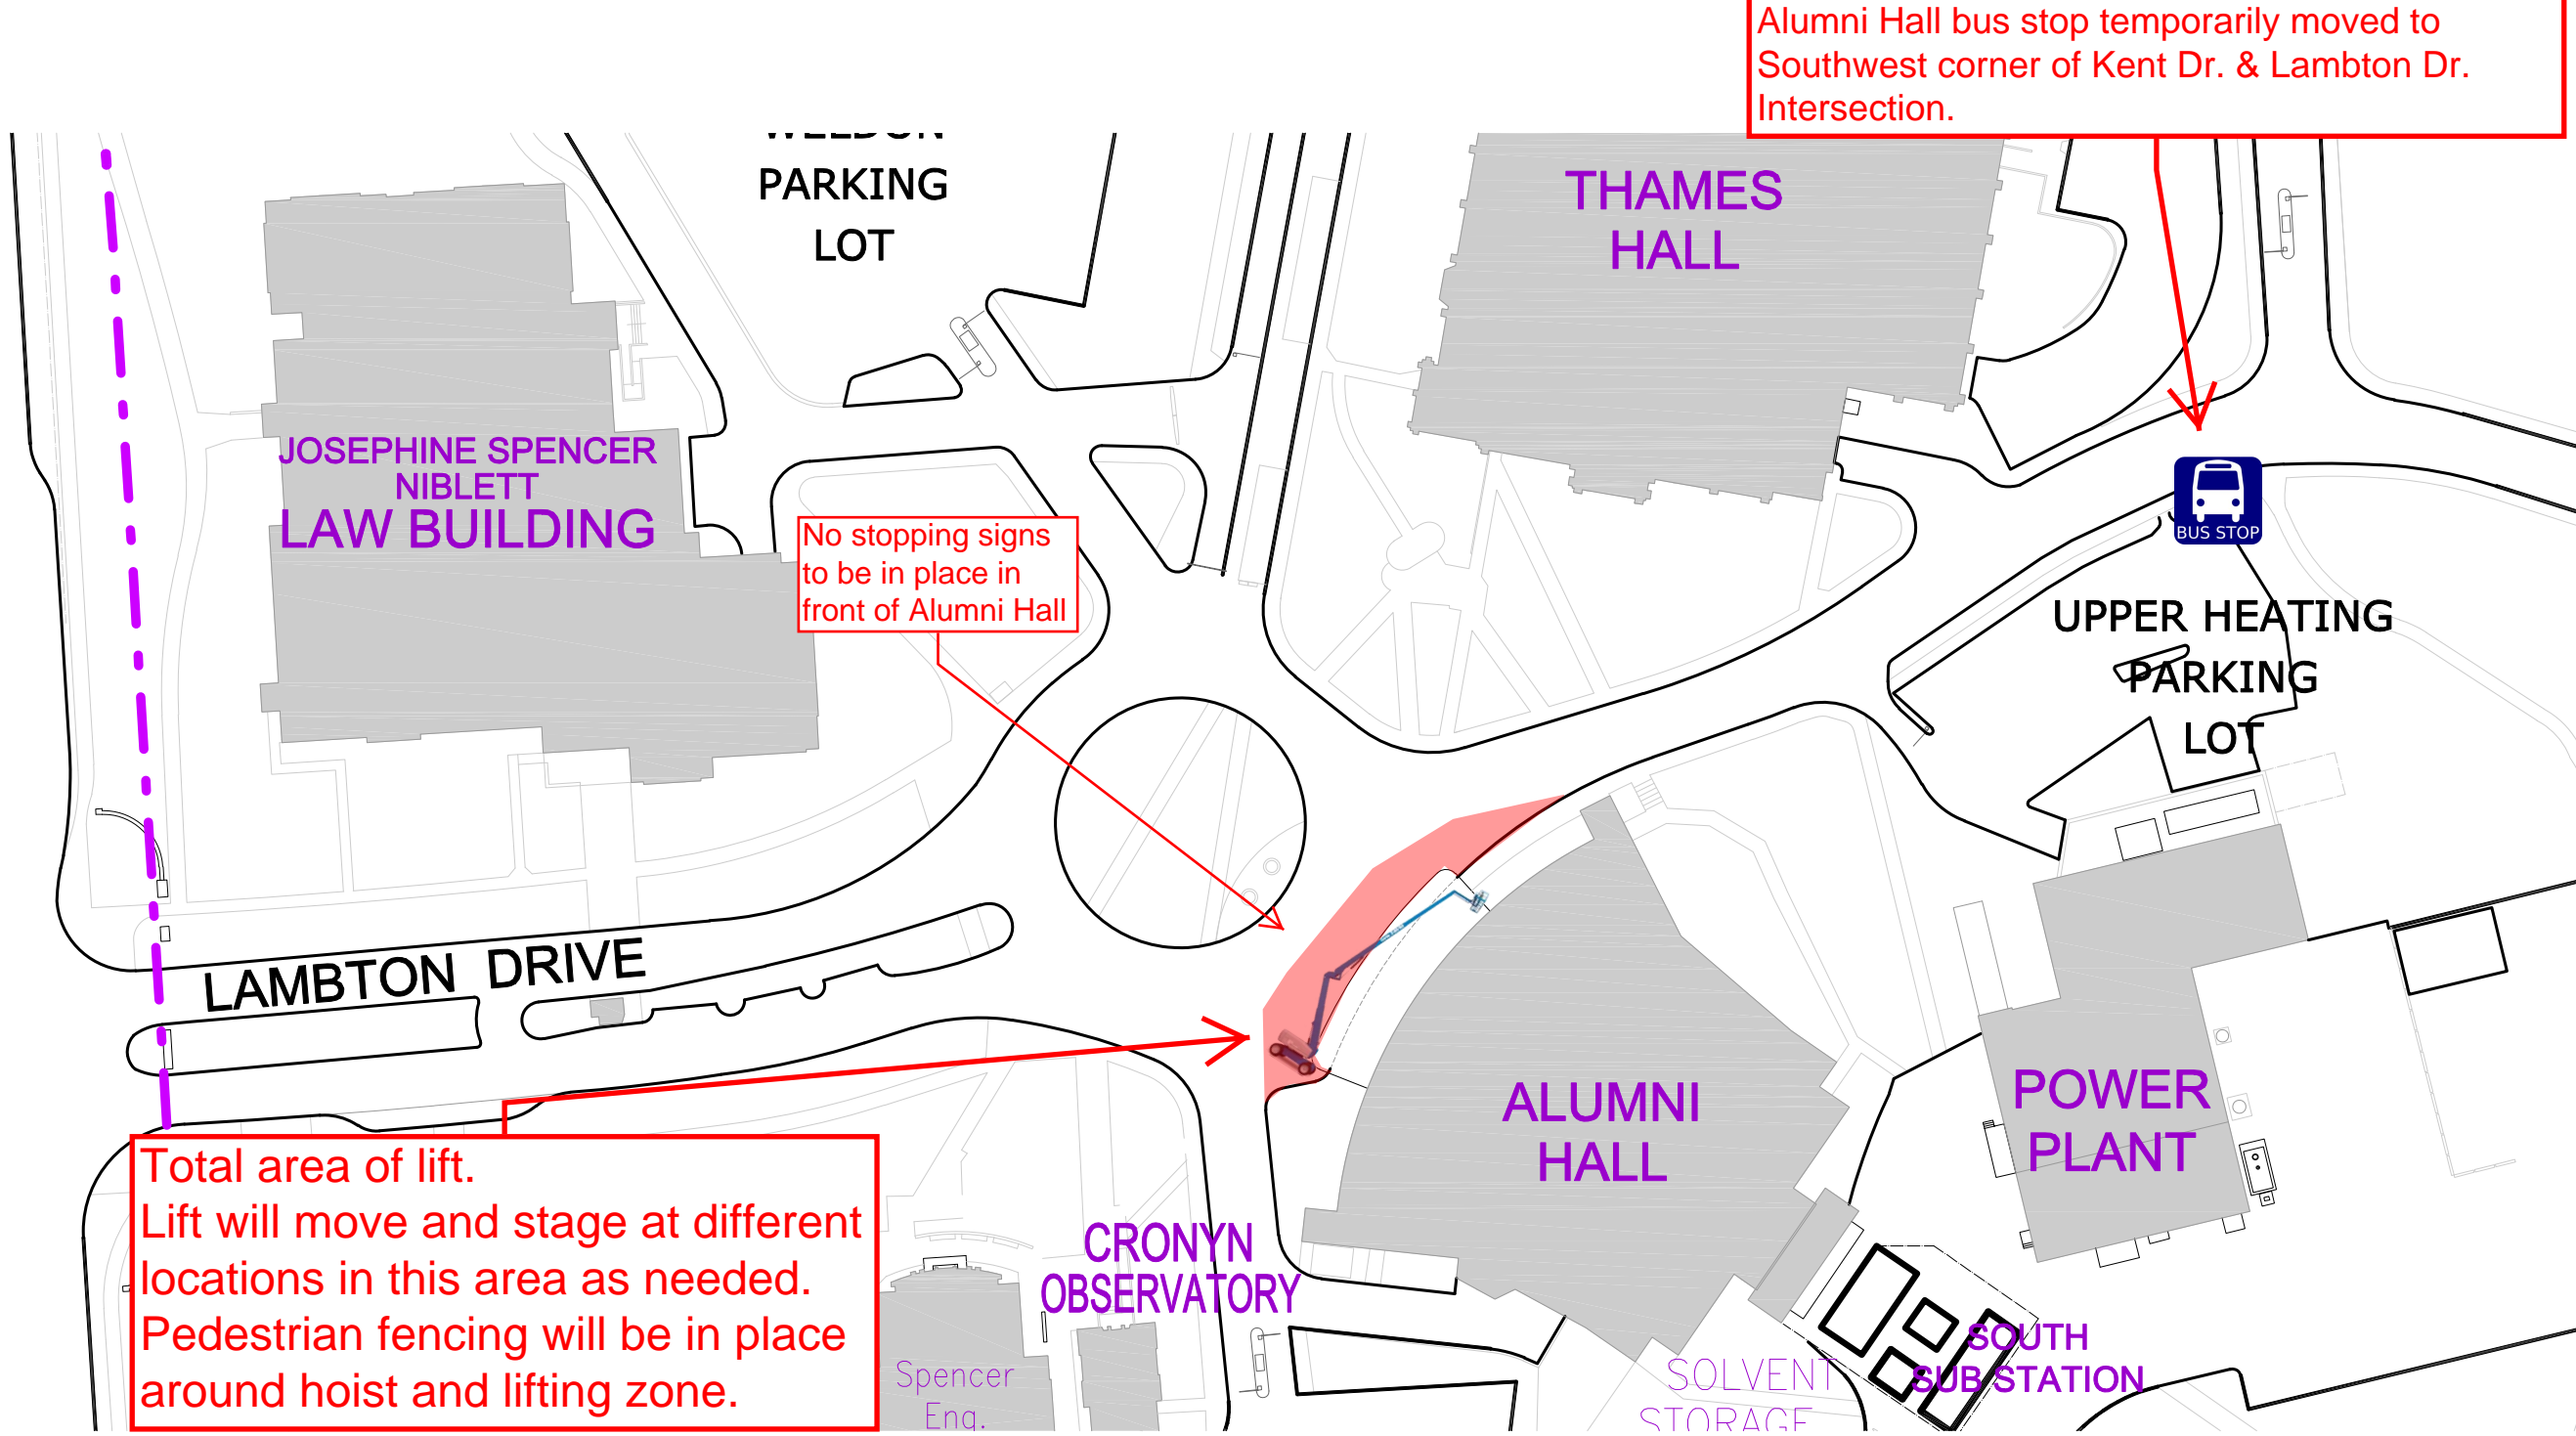 Alumni Hall bus stop temporarily moved to
Southwest corner of Kent Dr. & Lambton Dr.
Intersection.
WELDON
PARKING
LOT
THAMES
HALL
JOSEPHINE SPENCER
NIBLETT
LAW BUILDING
No stopping signs
to be in place in
front of Alumni Hall
BUS STOP
UPPER HEATING
PARKING
LOT
LAMBTON DRIVE
ALUMNI
HALL
POWER
PLANT
Total area of lift.
Lift will move and stage at different
locations in this area as needed.
Pedestrian fencing will be in place
around hoist and lifting zone.
CRONYN
OBSERVATORY
Spencer
Eng.
SOLVENT
STORAGE
SOUTH
SUB STATION